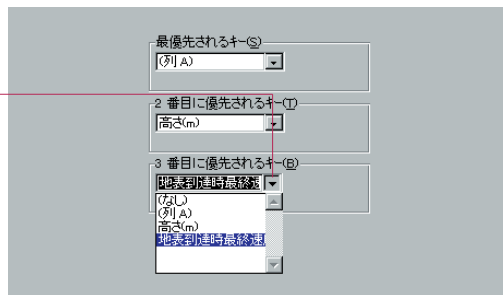 最優先されるキー(S)
(列 A)
2 番目に優先されるキー(T)
高さ(m)
3 番目に優先されるキー(B)
地表到達時最終速
(なし)
(列 A)
高さ(m)
地表到達時最終速